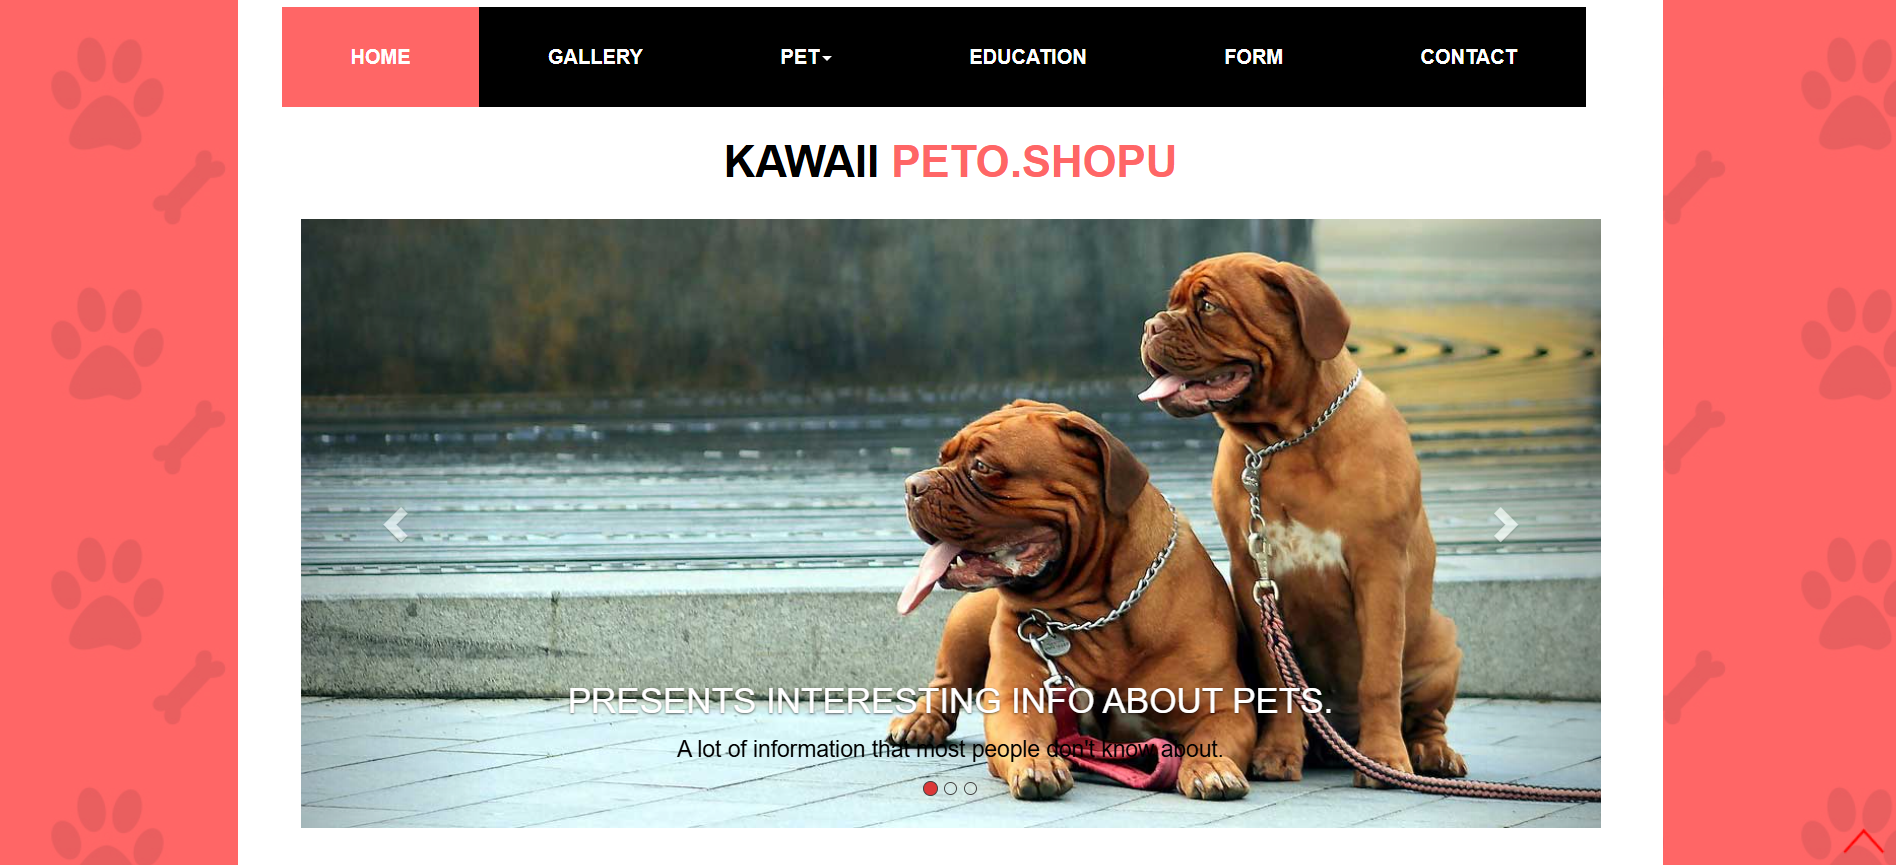 HOME GALLERY PET EDUCATION FORM CONTACT
KAWAII PETO.SHOPU
PRESENTS INTERESTING INFO ABOUT PETS.
A lot of information that most people don't know about.